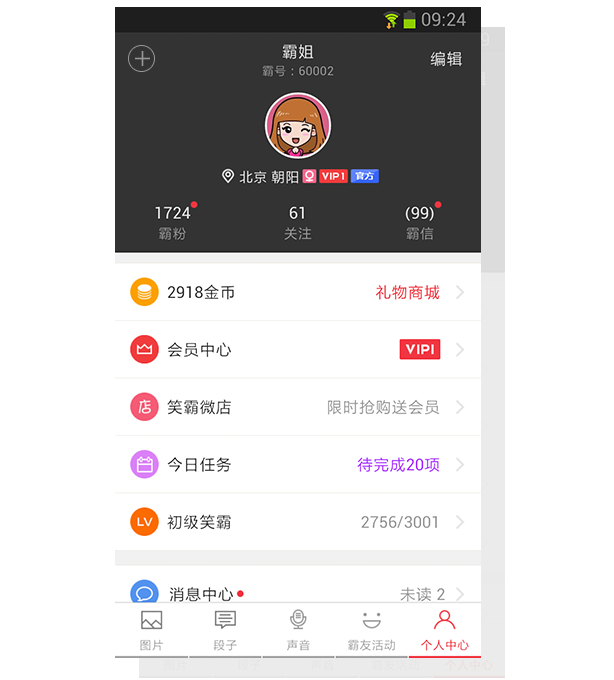 09:24
霸姐
霸号：60002
编辑
北京 朝阳 VIP1 官方
1724 61 (99)
霸粉 关注 霸信
2918金币 礼物商城
会员中心 VIP1
店 笑霸微店 限时抢购送会员
今日任务 待完成20项
LV 初级笑霸 2756/3001
消息中心 未读 2
图片 段子 声音 霸友活动 个人中心